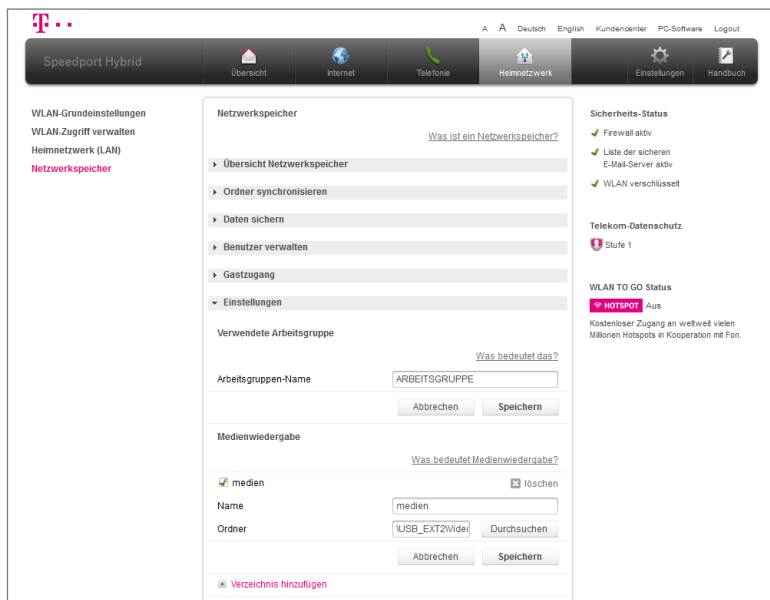 T
A A Deutsch English Kundencenter PC-Software Logout
Speedport Hybrid
Übersicht
Internet
Telefonie
Heimnetzwerk
Einstellungen
Handbuch
WLAN-Grundeinstellungen
WLAN-Zugriff verwalten
Heimnetzwerk (LAN)
Netzwerkspeicher
Netzwerkspeicher
Was ist ein Netzwerkspeicher?
Übersicht Netzwerkspeicher
Ordner synchronisieren
Daten sichern
Benutzer verwalten
Gastzugang
Einstellungen
Verwendete Arbeitsgruppe
Was bedeutet das?
Arbeitsgruppen-Name ARBEITSGRUPPE
Abbrechen Speichern
Medienwiedergabe
Was bedeutet Medienwiedergabe?
medien löschen
Name medien
Ordner \USB_EXT2\Video Durchsuchen
Abbrechen Speichern
Verzeichnis hinzufügen
Sicherheits-Status
Firewall aktiv
Liste der sicheren
E-Mail-Server aktiv
WLAN verschlüsselt
Telekom-Datenschutz
Stufe 1
WLAN TO GO Status
HOTSPOT Aus
Kostenloser Zugang an weltweit vielen
Millionen Hotspots in Kooperation mit Fon.